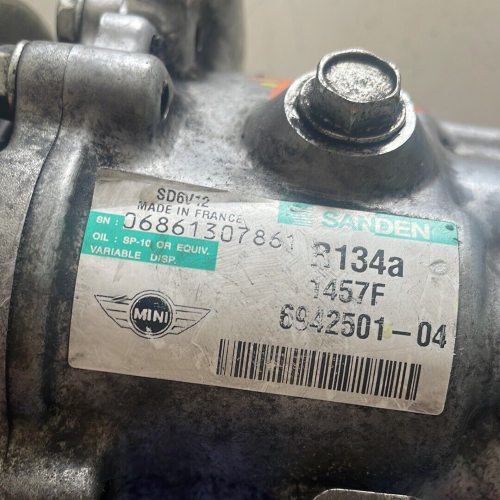 SD6V12
MADE IN FRANCE
SANDEN
SN: 06861307861
R134a
OIL : SP-10 OR EQUIV.
VARIABLE DISP.
1457F
MINI
6942501-04